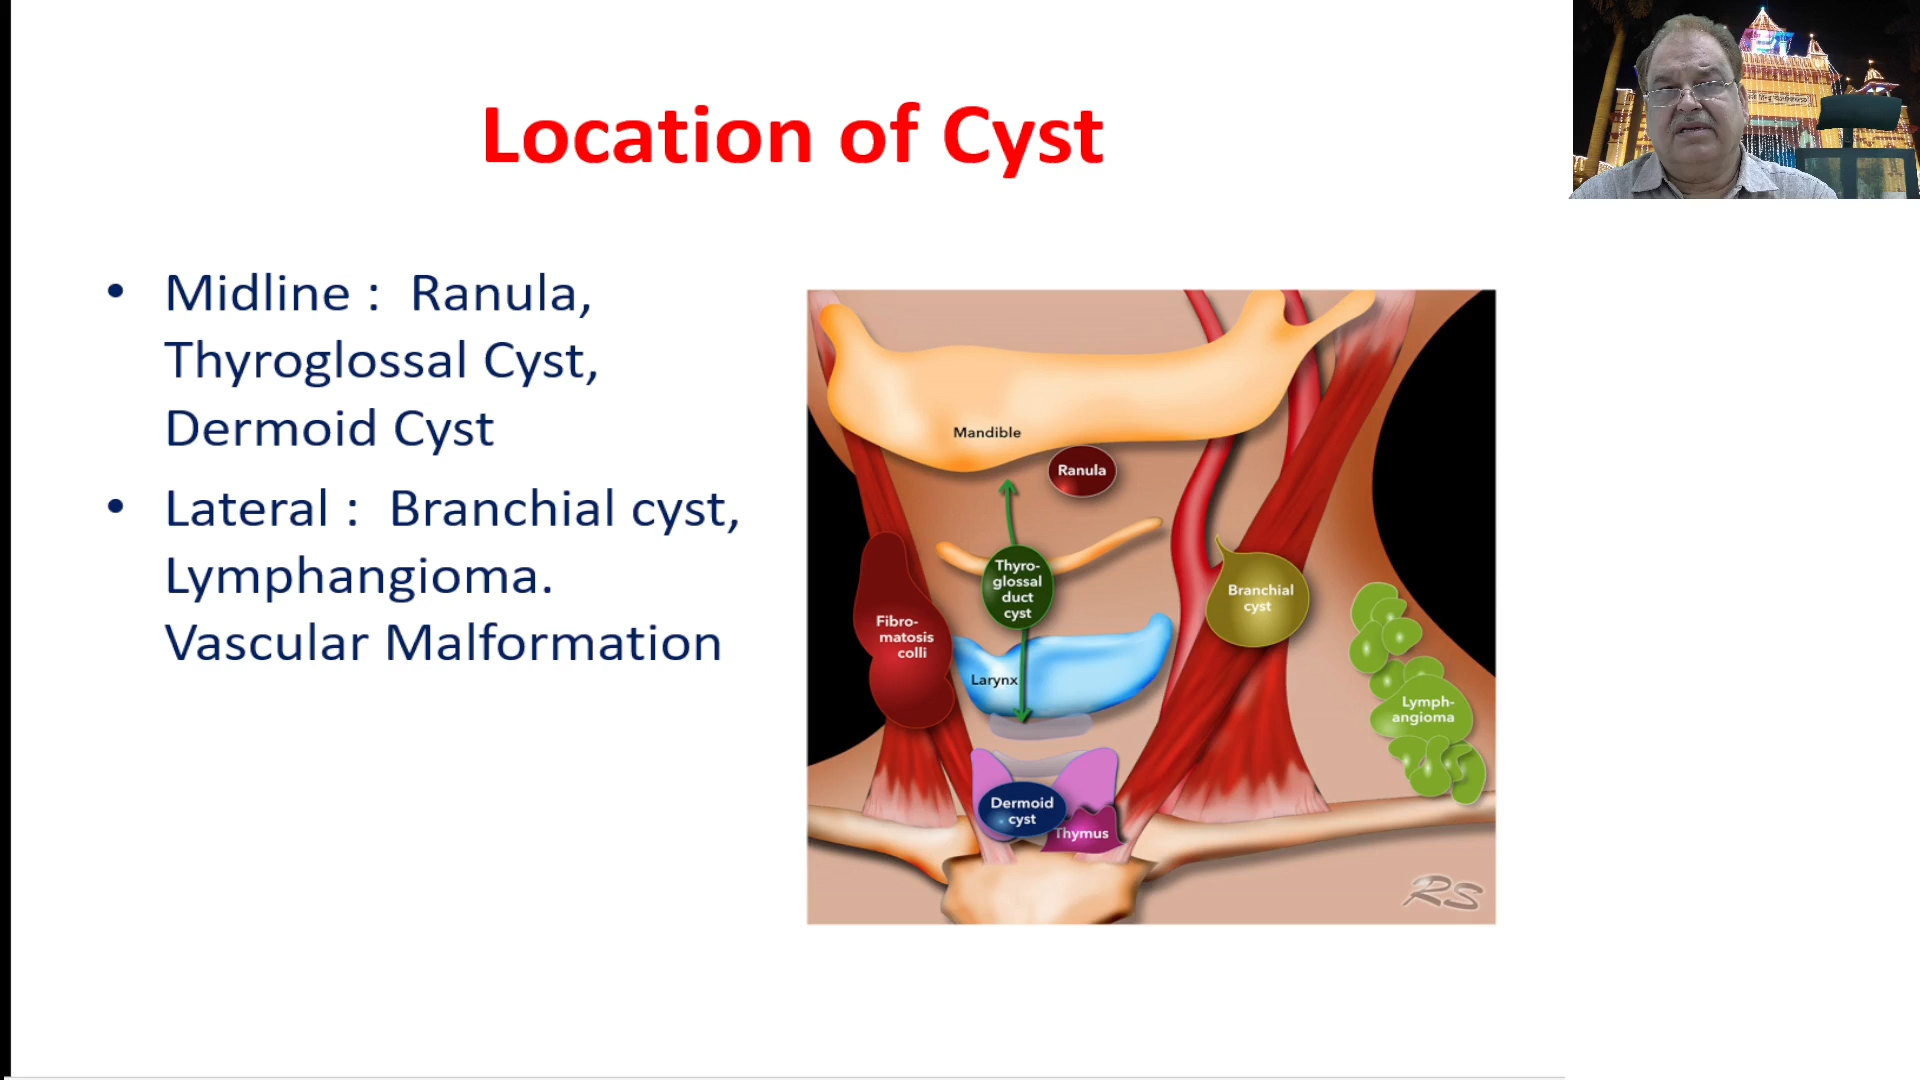 Location of Cyst
• Midline : Ranula,
Thyroglossal Cyst,
Dermoid Cyst
• Lateral : Branchial cyst,
Lymphangioma.
Vascular Malformation
Mandible
Ranula
Thyro-
glossal
duct
cyst
Branchial
cyst
Fibro-
matosis
colli
Larynx
Lymph-
angioma
Dermoid
cyst
Thymus
RS